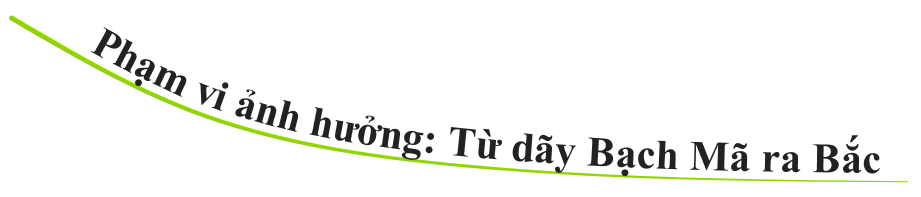 Phạm vi ảnh hưởng: Từ dãy Bạch Mã ra Bắc